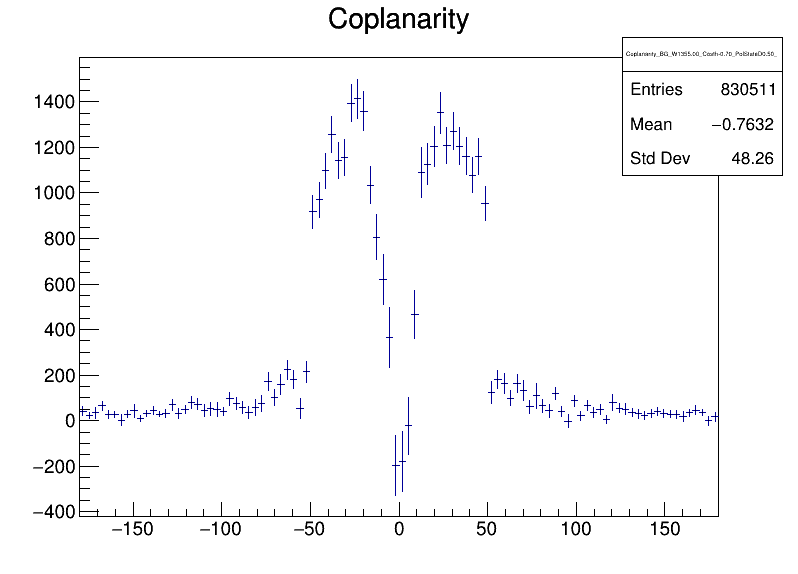 Coplanarity
Coplanarity_BG_W1355.00_Costh-0.70_PolStateD0.50_
Entries 830511
Mean −0.7632
Std Dev 48.26
1400
1200
1000
800
600
400
200
0
−200
−400
−150 −100 −50 0 50 100 150